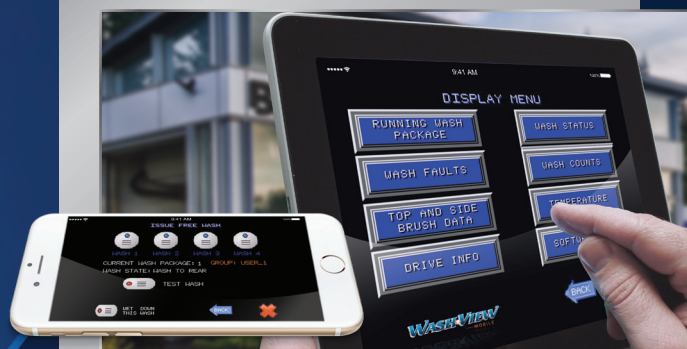 9:41 AM
DISPLAY MENU
RUNNING WASH
PACKAGE
WASH STATUS
WASH FAULTS
WASH COUNTS
TOP AND SIDE
BRUSH DATA
TEMPERATURE
DRIVE INFO
BACK
WASHVIEW
MOBILE
9:41 AM
ISSUE FREE WASH
WASH 1 WASH 2 WASH 3 WASH 4
CURRENT WASH PACKAGE: 1 GROUP: USER_1
WASH STATE: WASH TO REAR
TEST WASH
WET DOWN
THIS WASH
BACK